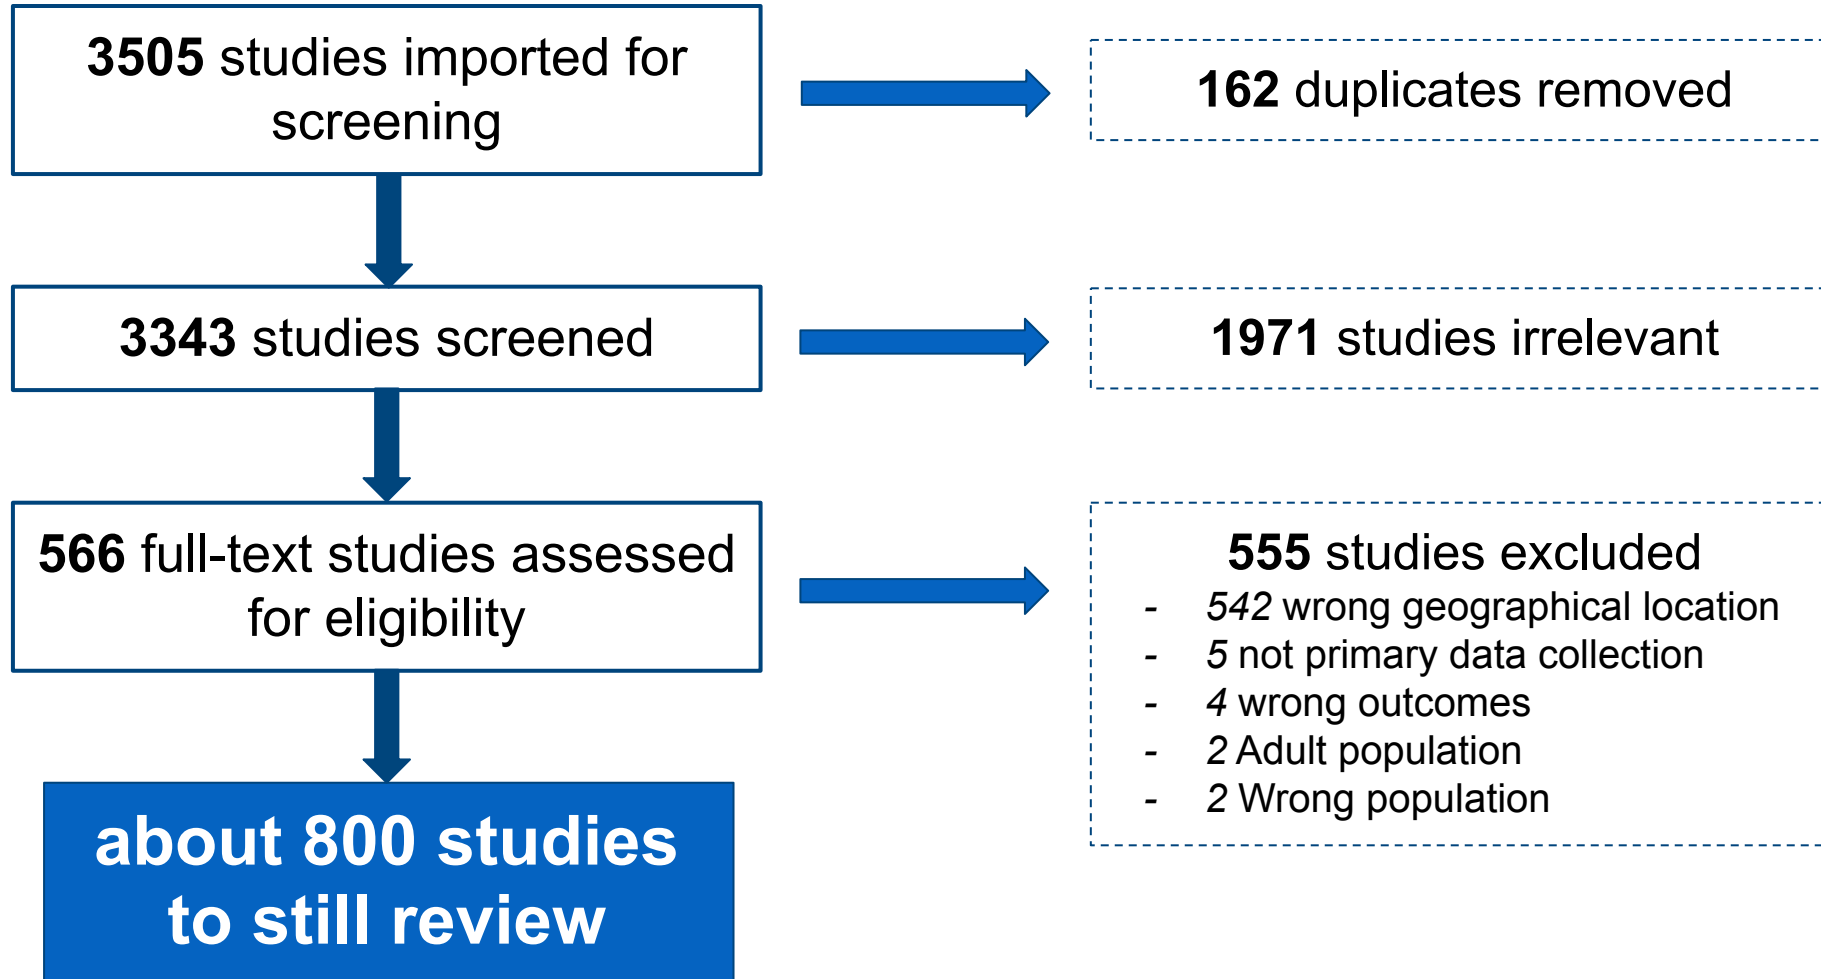 3505 studies imported for
screening
162 duplicates removed
3343 studies screened
1971 studies irrelevant
566 full-text studies assessed
for eligibility
555 studies excluded
- 542 wrong geographical location
- 5 not primary data collection
- 4 wrong outcomes
- 2 Adult population
- 2 Wrong population
about 800 studies
to still review